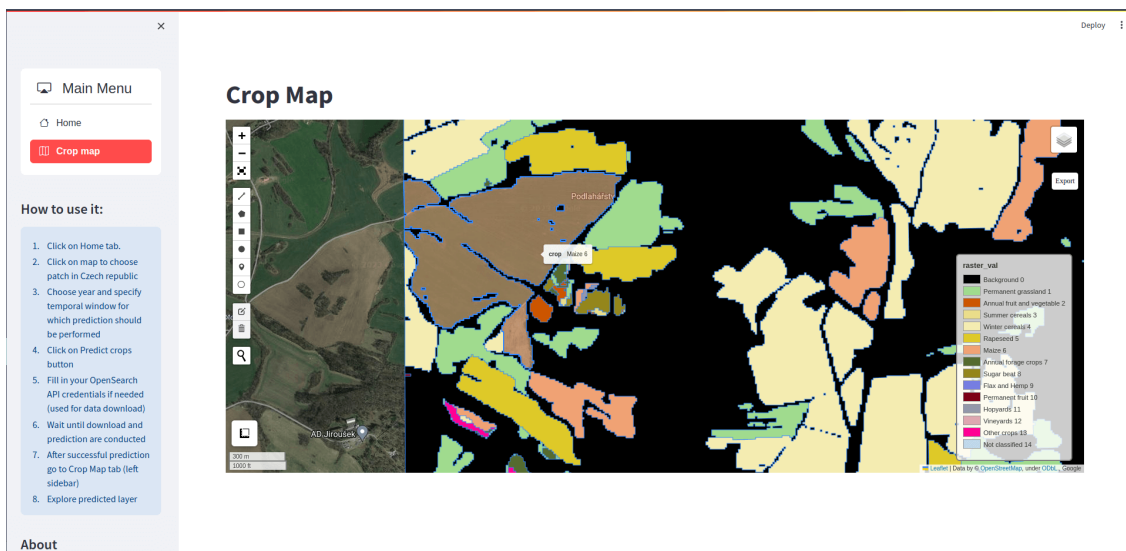 ×
Deploy
Main Menu
Home
Crop map
How to use it:
1. Click on Home tab.
2. Click on map to choose
patch in Czech republic
3. Choose year and specify
temporal window for
which prediction should
be performed
4. Click on Predict crops
button
5. Fill in your OpenSearch
API credentials if needed
(used for data download)
6. Wait until download and
prediction are conducted
7. After successful prediction
go to Crop Map tab (left
sidebar)
8. Explore predicted layer
About
Crop Map
+
−
Podlahářst
Export
crop Maize 6
raster_val
Background 0
Permanent grassland 1
Annual fruit and vegetable 2
Summer cereals 3
Winter cereals 4
Rapeseed 5
Maize 6
Annual forage crops 7
Sugar beat 8
Flax and Hemp 9
Permanent fruit 10
Hopyards 11
Vineyards 12
Other crops 13
Not classified 14
AD Jiroušek
300 m
1000 ft
Leaflet | Data by © OpenStreetMap, under ODbL., Google